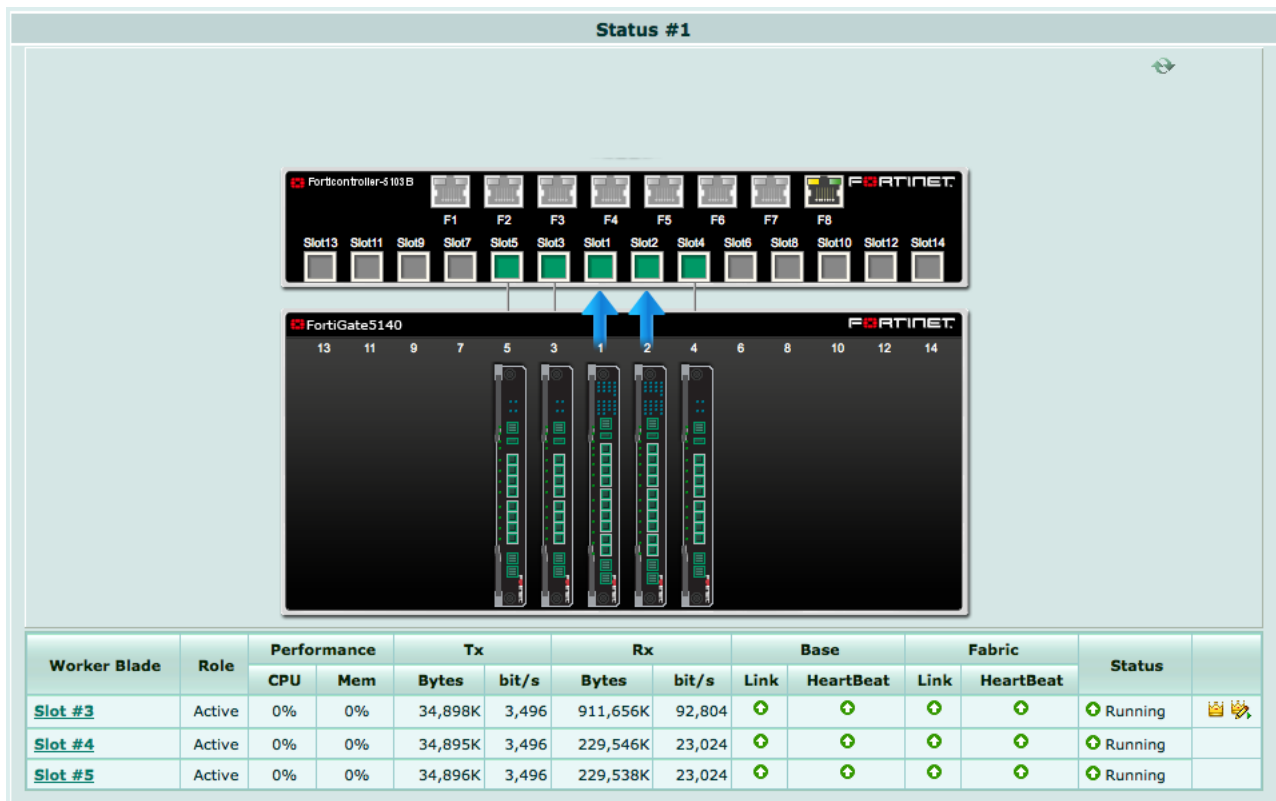 Status #1
Forticontroller-5103B FORTINET
F1 F2 F3 F4 F5 F6 F7 F8
Slot13 Slot11 Slot9 Slot7 Slot5 Slot3 Slot1 Slot2 Slot4 Slot6 Slot8 Slot10 Slot12 Slot14
FortiGate5140 FORTINET
13 11 9 7 5 3 1 2 4 6 8 10 12 14
Worker Blade Role Performance Tx Rx Base Fabric Status
CPU Mem Bytes bit/s Bytes bit/s Link HeartBeat Link HeartBeat
Slot #3 Active 0% 0% 34,898K 3,496 911,656K 92,804 Running
Slot #4 Active 0% 0% 34,895K 3,496 229,546K 23,024 Running
Slot #5 Active 0% 0% 34,896K 3,496 229,538K 23,024 Running